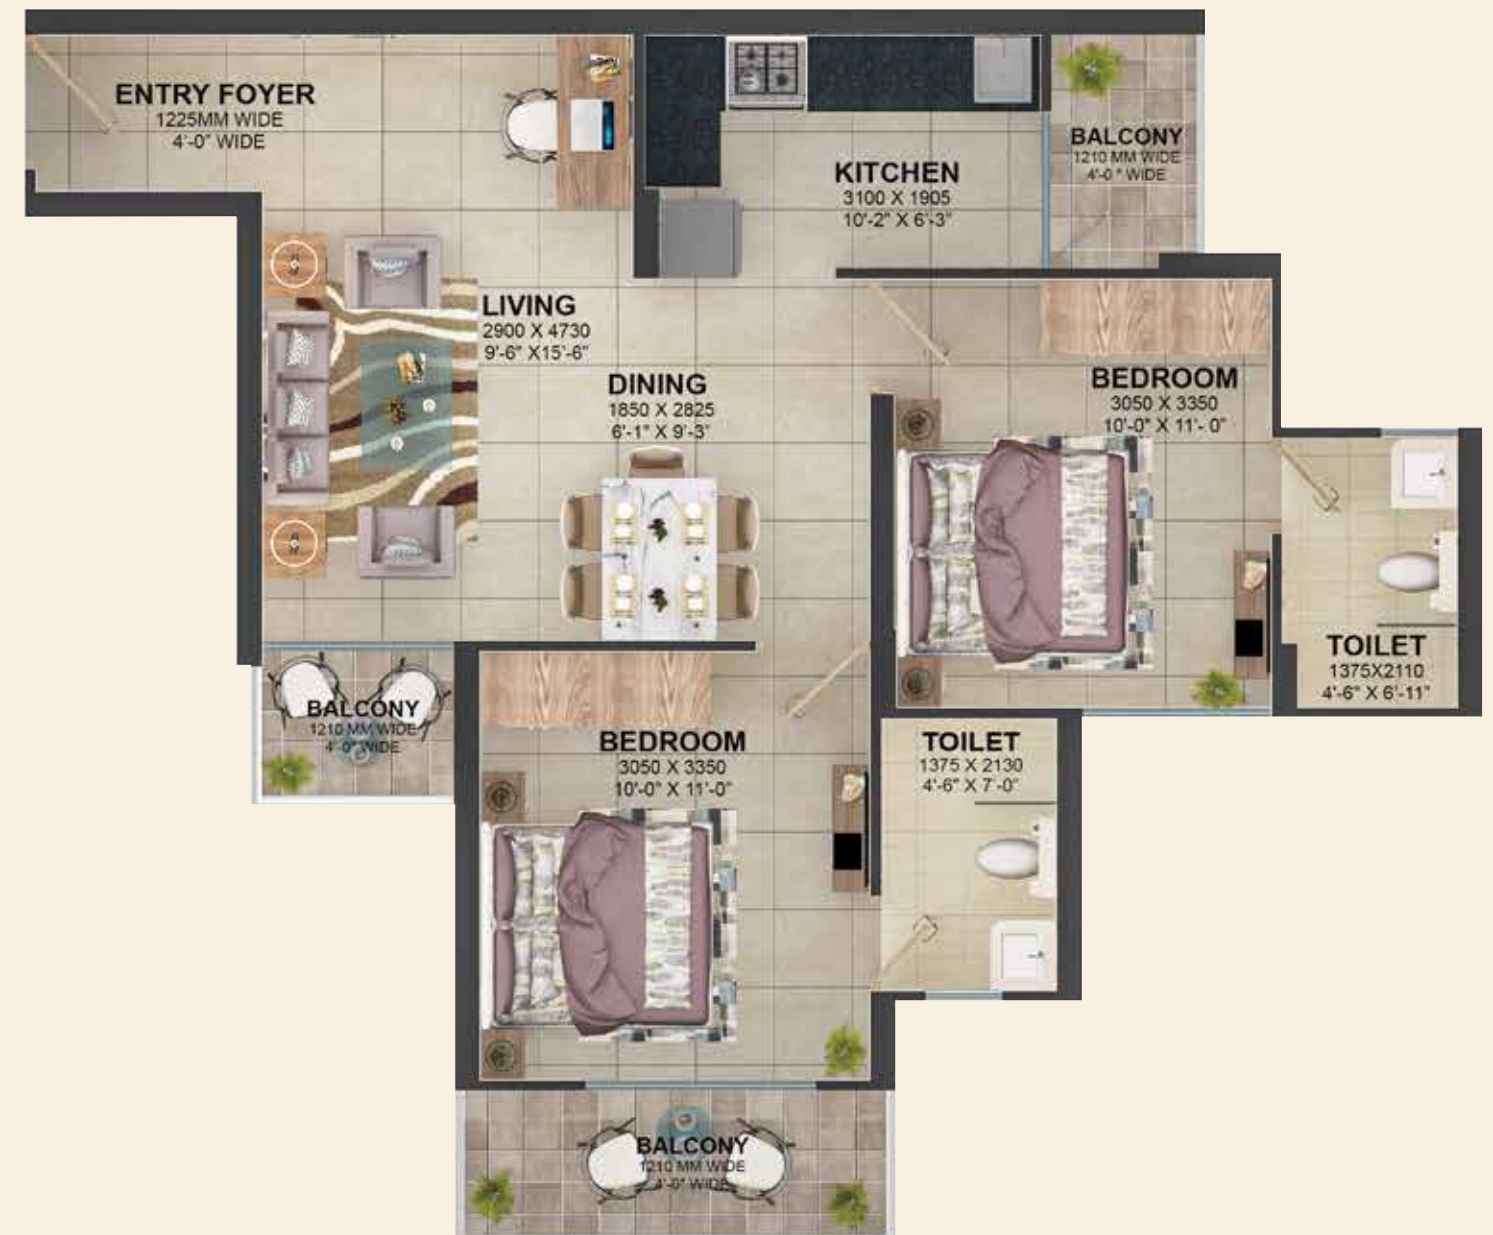 ENTRY FOYER
1225MM WIDE
4'-0" WIDE
BALCONY
1210 MM WIDE
4'-0" WIDE
KITCHEN
3100 X 1905
10'-2" X 6'-3"
LIVING
2900 X 4730
9'-6" X15'-6"
DINING
1850 X 2825
6'-1" X 9'-3"
BEDROOM
3050 X 3350
10'-0" X 11'- 0"
TOILET
1375X2110
4'-6" X 6'-11"
BALCONY
1210 MM WIDE
4'-0" WIDE
BEDROOM
3050 X 3350
10'-0" X 11'-0"
TOILET
1375 X 2130
4'-6" X 7'-0"
BALCONY
1210 MM WIDE
4'-0" WIDE